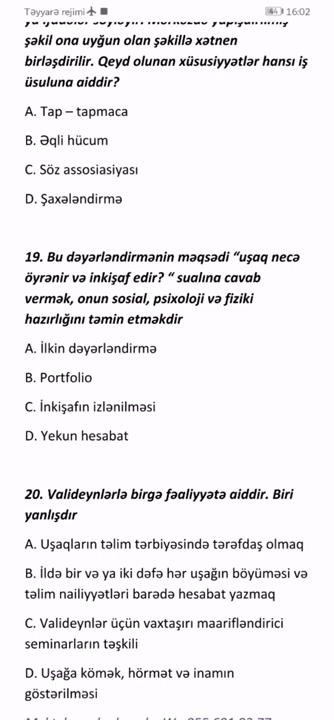 Təyyarə rejimi
84 16:02
şəkil ona uyğun olan şəkillə xətnen
birləşdirilir. Qeyd olunan xüsusiyyətlər hansı iş
üsuluna aiddir?
A. Tap – tapmaca
B. Əqli hücum
C. Söz assosiasiyası
D. Şaxələndirmə
19. Bu dəyərləndirmənin məqsədi “uşaq necə
öyrənir və inkişaf edir? “ sualına cavab
vermək, onun sosial, psixoloji və fiziki
hazırlığını təmin etməkdir
A. İlkin dəyərləndirmə
B. Portfolio
C. İnkişafın izlənilməsi
D. Yekun hesabat
20. Valideynlərlə birgə fəaliyyətə aiddir. Biri
yanlışdır
A. Uşaqların təlim tərbiyəsində tərəfdaş olmaq
B. İldə bir və ya iki dəfə hər uşağın böyüməsi və
təlim nailiyyətləri barədə hesabat yazmaq
C. Valideynlər üçün vaxtaşırı maarifləndirici
seminarların təşkili
D. Uşağa kömək, hörmət və inamın
göstərilməsi